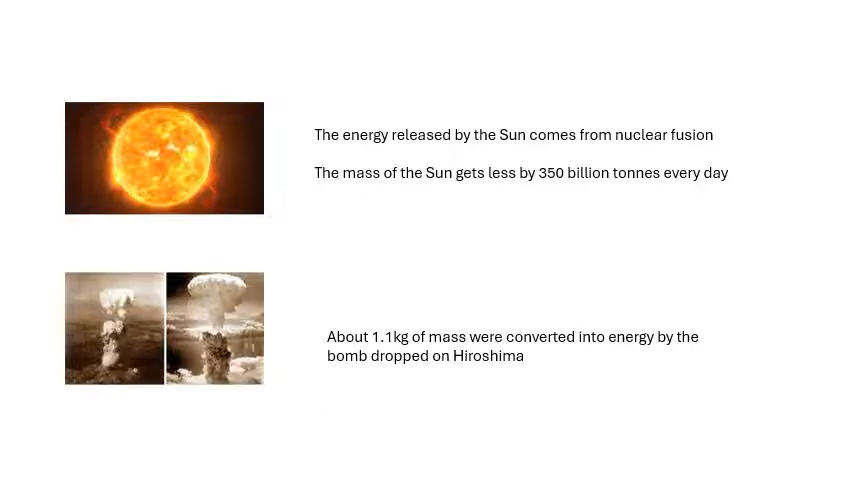 The energy released by the Sun comes from nuclear fusion
The mass of the Sun gets less by 350 billion tonnes every day
About 1.1kg of mass were converted into energy by the
bomb dropped on Hiroshima